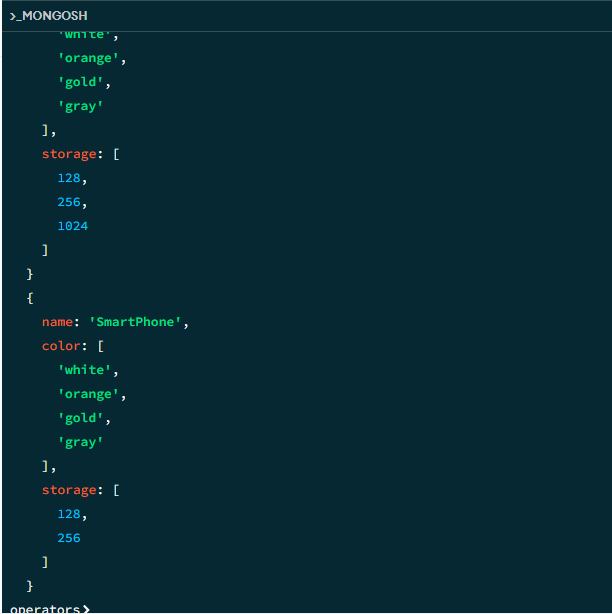 >_MONGOSH
'white',
'orange',
'gold',
'gray'
],
storage: [
128,
256,
1024
]
}
{
name: 'SmartPhone',
color: [
'white',
'orange',
'gold',
'gray'
],
storage: [
128,
256
]
}
operators>